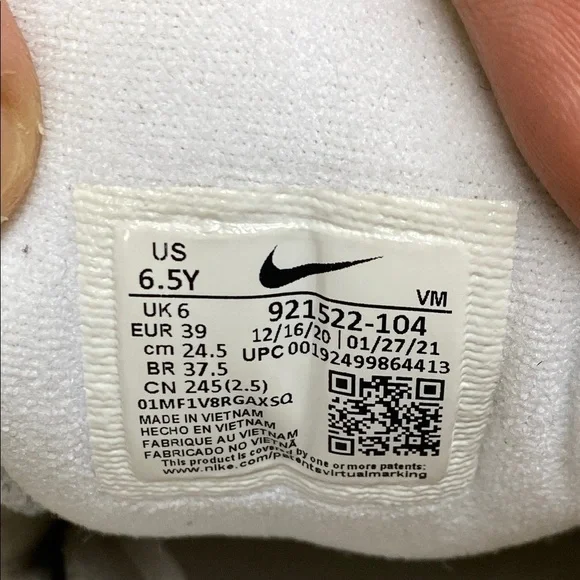 US
6.5Y
VM
UK 6
921522-104
EUR 39
12/16/20 | 01/27/21
cm 24.5
UPC 00192499864413
BR 37.5
CN 245(2.5)
01MF1V8RGAXSQ
MADE IN VIETNAM
HECHO EN VIETNAM
FABRIQUE AU VIETNAM
FABRICADO NO VIETNÃ
This product is covered by one or more patents:
www.nike.com/patentsvirtualmarking